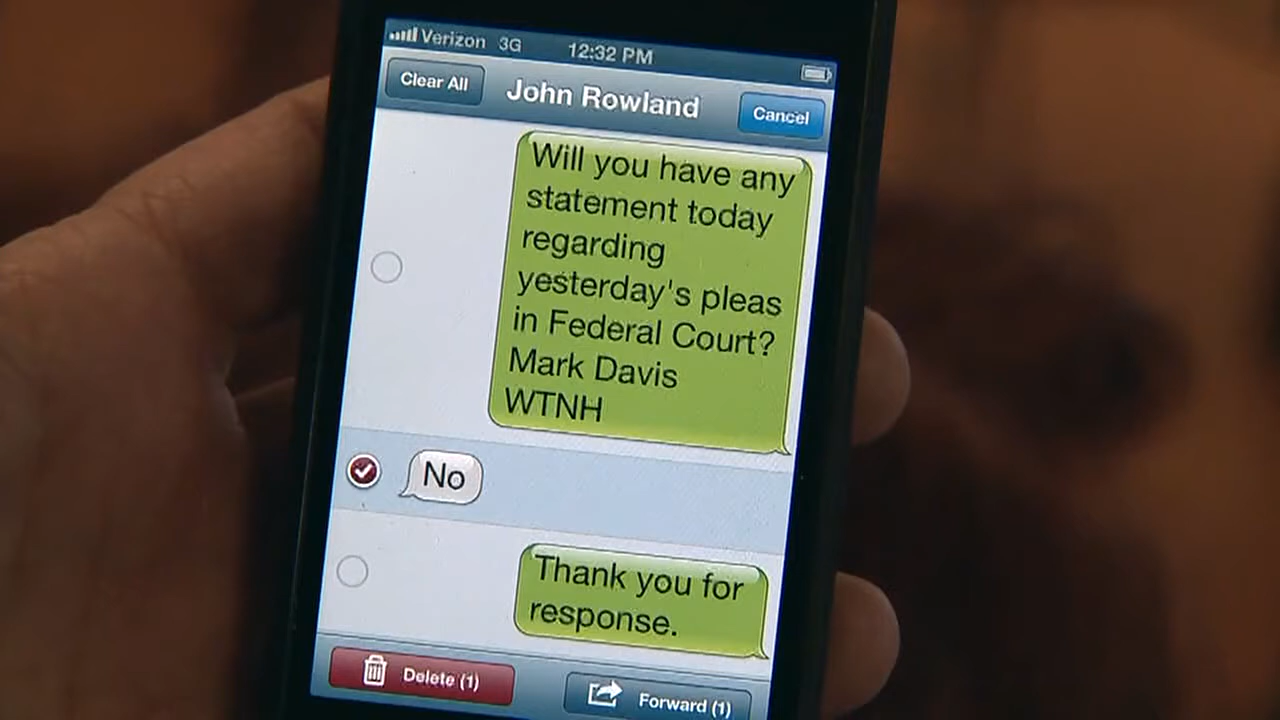 Verizon 3G 12:32 PM
Clear All John Rowland Cancel
Will you have any
statement today
regarding
yesterday's pleas
in Federal Court?
Mark Davis
WTNH
No
Thank you for
response.
Delete (1) Forward (1)